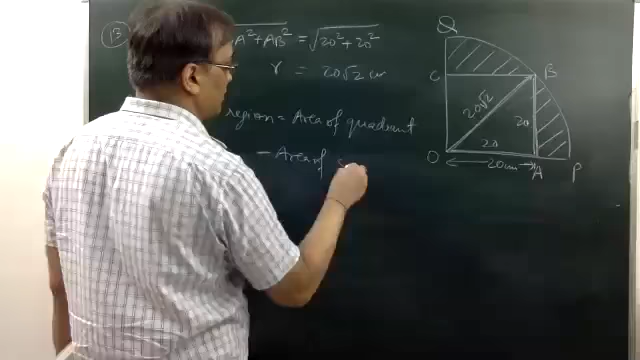 13
A² + AB² = √20² + 20²
r = 20√2 cm
region = Area of quadrant
- Area of S
Q
C
B
20√2
20
20
O
20cm
A
P